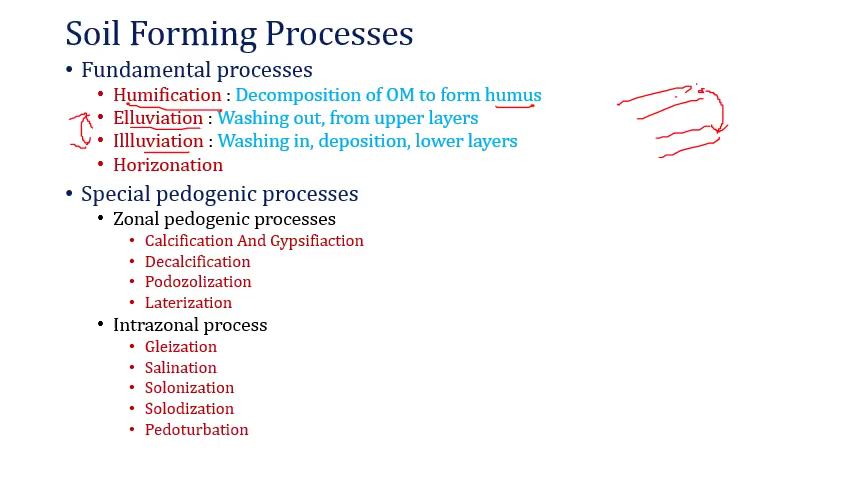 Soil Forming Processes
• Fundamental processes
• Humification : Decomposition of OM to form humus
• Elluviation : Washing out, from upper layers
• Illluviation : Washing in, deposition, lower layers
• Horizonation
• Special pedogenic processes
• Zonal pedogenic processes
• Calcification And Gypsifiaction
• Decalcification
• Podozolization
• Laterization
• Intrazonal process
• Gleization
• Salination
• Solonization
• Solodization
• Pedoturbation